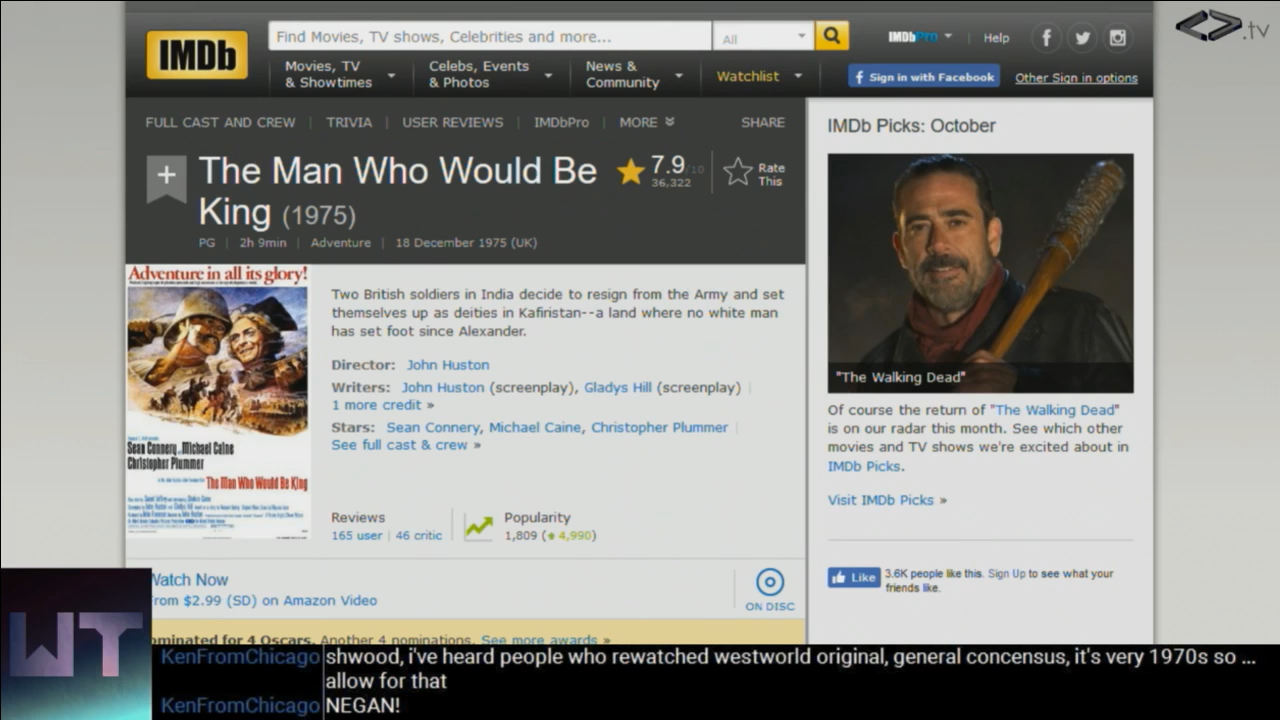 IMDb
Find Movies, TV shows, Celebrities and more...
All
IMDbPro
Help
.tv
Movies, TV
& Showtimes
Celebs, Events
& Photos
News &
Community
Watchlist
Sign in with Facebook
Other Sign in options
FULL CAST AND CREW
TRIVIA
USER REVIEWS
IMDbPro
MORE
SHARE
The Man Who Would Be
King (1975)
7.9/10
36,322
Rate
This
PG | 2h 9min | Adventure | 18 December 1975 (UK)
Adventure in all its glory!
Sean Connery Michael Caine
Christopher Plummer
The Man Who Would Be King
Two British soldiers in India decide to resign from the Army and set
themselves up as deities in Kafiristan--a land where no white man
has set foot since Alexander.
Director: John Huston
Writers: John Huston (screenplay), Gladys Hill (screenplay) |
1 more credit »
Stars: Sean Connery, Michael Caine, Christopher Plummer |
See full cast & crew »
Reviews
165 user | 46 critic
Popularity
1,809 (4,990)
Watch Now
From $2.99 (SD) on Amazon Video
ON DISC
ominated for 4 Oscars. Another 4 nominations. See more awards »
IMDb Picks: October
"The Walking Dead"
Of course the return of "The Walking Dead"
is on our radar this month. See which other
movies and TV shows we're excited about in
IMDb Picks.
Visit IMDb Picks »
Like
3.6K people like this. Sign Up to see what your
friends like.
WT
KenFromChicago shwood, i've heard people who rewatched westworld original, general concensus, it's very 1970s so ...
allow for that
KenFromChicago NEGAN!